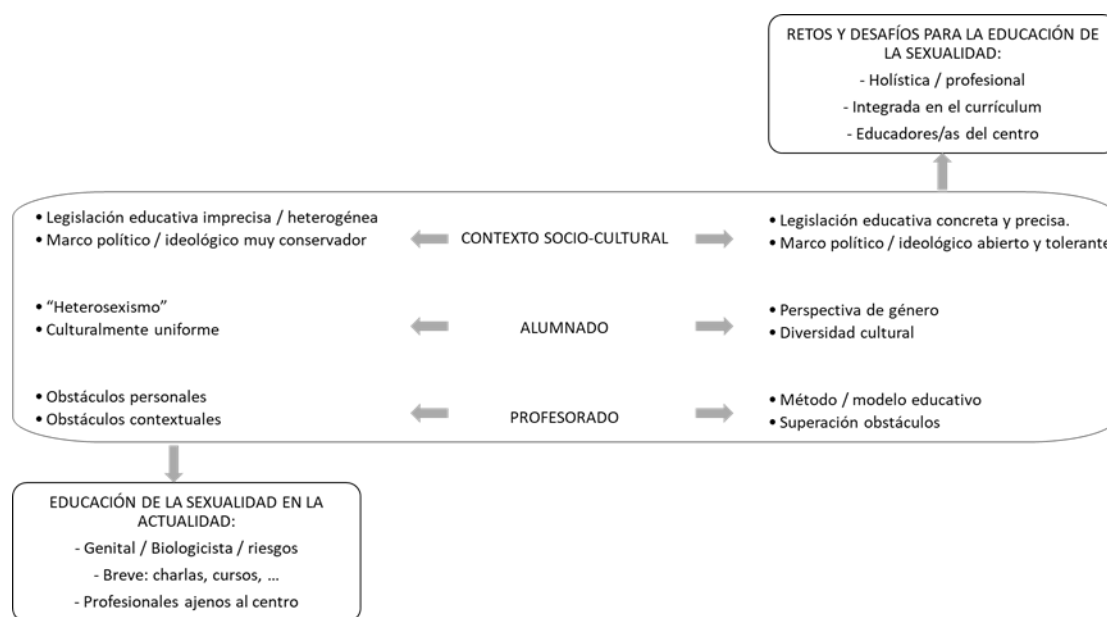 RETOS Y DESAFÍOS PARA LA EDUCACIÓN DE
LA SEXUALIDAD:
- Holística / profesional
- Integrada en el currículum
- Educadores/as del centro
• Legislación educativa imprecisa / heterogénea
• Marco político / ideológico muy conservador
CONTEXTO SOCIO-CULTURAL
• Legislación educativa concreta y precisa.
• Marco político / ideológico abierto y tolerante
• “Heterosexismo”
• Culturalmente uniforme
ALUMNADO
• Perspectiva de género
• Diversidad cultural
• Obstáculos personales
• Obstáculos contextuales
PROFESORADO
• Método / modelo educativo
• Superación obstáculos
EDUCACIÓN DE LA SEXUALIDAD EN LA
ACTUALIDAD:
- Genital / Biologicista / riesgos
- Breve: charlas, cursos, ...
- Profesionales ajenos al centro